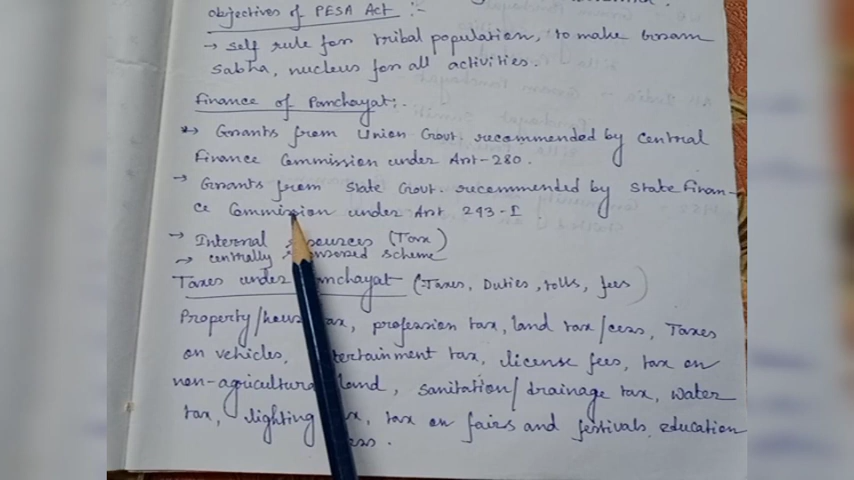 objectives of PESA Act :-
→ self rule for tribal population, to make Gram
Sabha, nucleus for all activities.
Finance of Panchayat:-
→ Grants from Union Govt. recommended by Central
Finance Commission under Art-280.
→ Grants from State Govt. recommended by State Finan-
ce Commission under Art 243-I
→ Internal resources (Tax)
→ centrally sponsored scheme
Taxes under Panchayat (Taxes, Duties, tolls, fees)
Property/house tax, profession tax, land tax/cess, Taxes
on vehicles, entertainment tax, license fees, tax on
non-agricultural land, sanitation/drainage tax, water
tax, lighting tax, tax on fairs and festivals, education
cess.